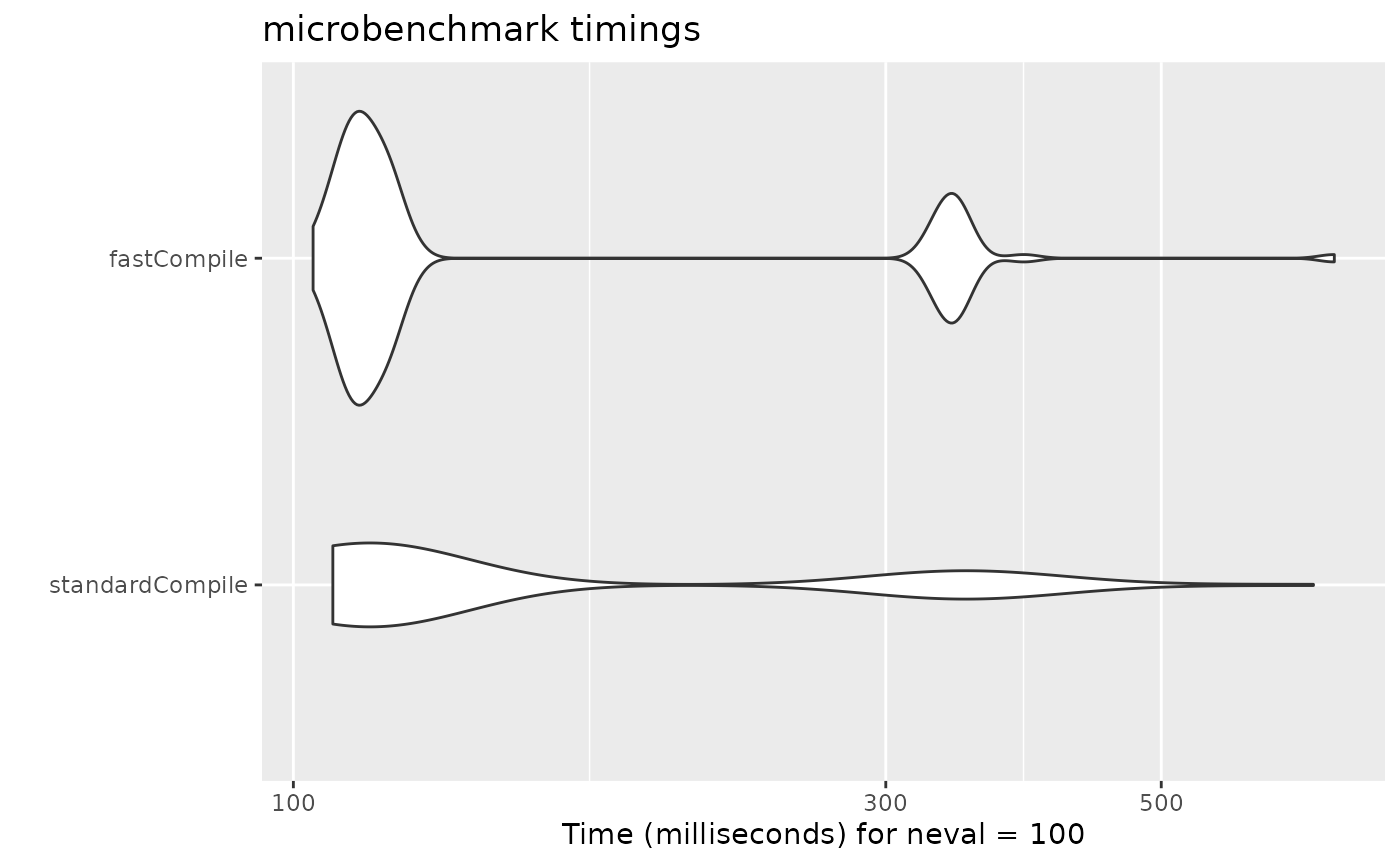 microbenchmark timings
fastCompile
standardCompile
100 300 500
Time (milliseconds) for neval = 100